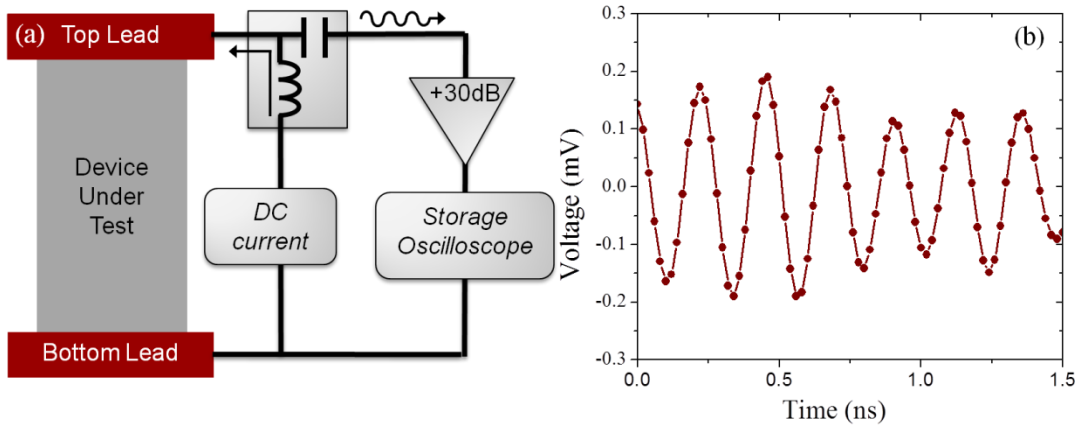 (a) Top Lead
+30dB
Device
Under
Test
DC
current
Storage
Oscilloscope
Bottom Lead
(b)
Voltage (mV)
0.3
0.2
0.1
0.0
-0.1
-0.2
-0.3
0.0
0.5
1.0
1.5
Time (ns)